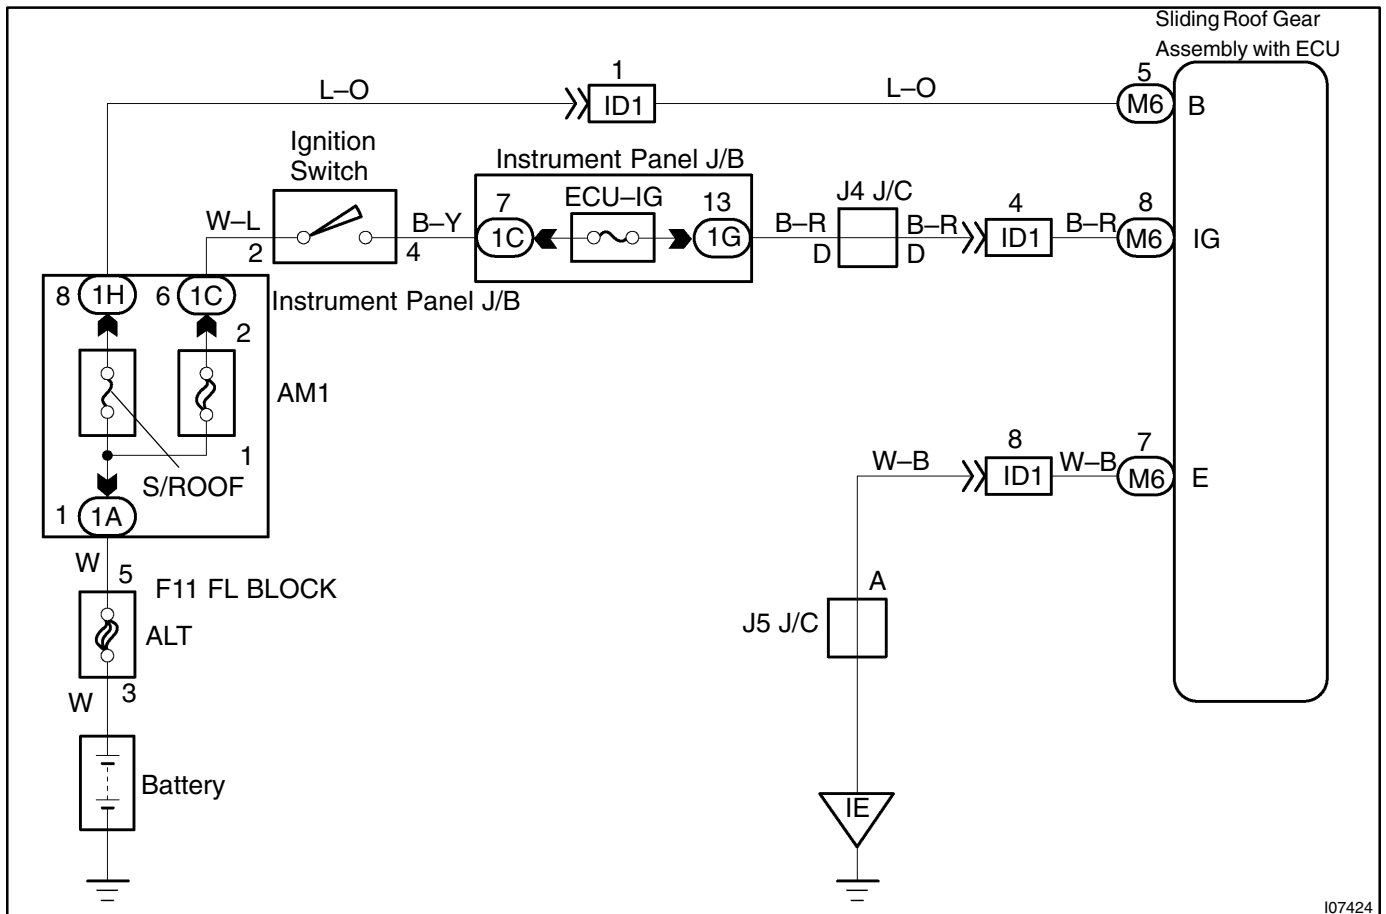 Sliding Roof Gear
Assembly with ECU
1
5
L–O
ID1
L–O
M6
B
Ignition
Switch
Instrument Panel J/B
ECU–IG
J4 J/C
W–L
B–Y
7
13
4
8
1C
1G
B–R
B–R
ID1
B–R
M6
IG
2
4
D
D
8
1H
6
1C
Instrument Panel J/B
2
AM1
1
S/ROOF
8
7
W–B
ID1
W–B
M6
E
1
1A
W
5
F11 FL BLOCK
A
ALT
J5 J/C
W
3
Battery
IE
I07424